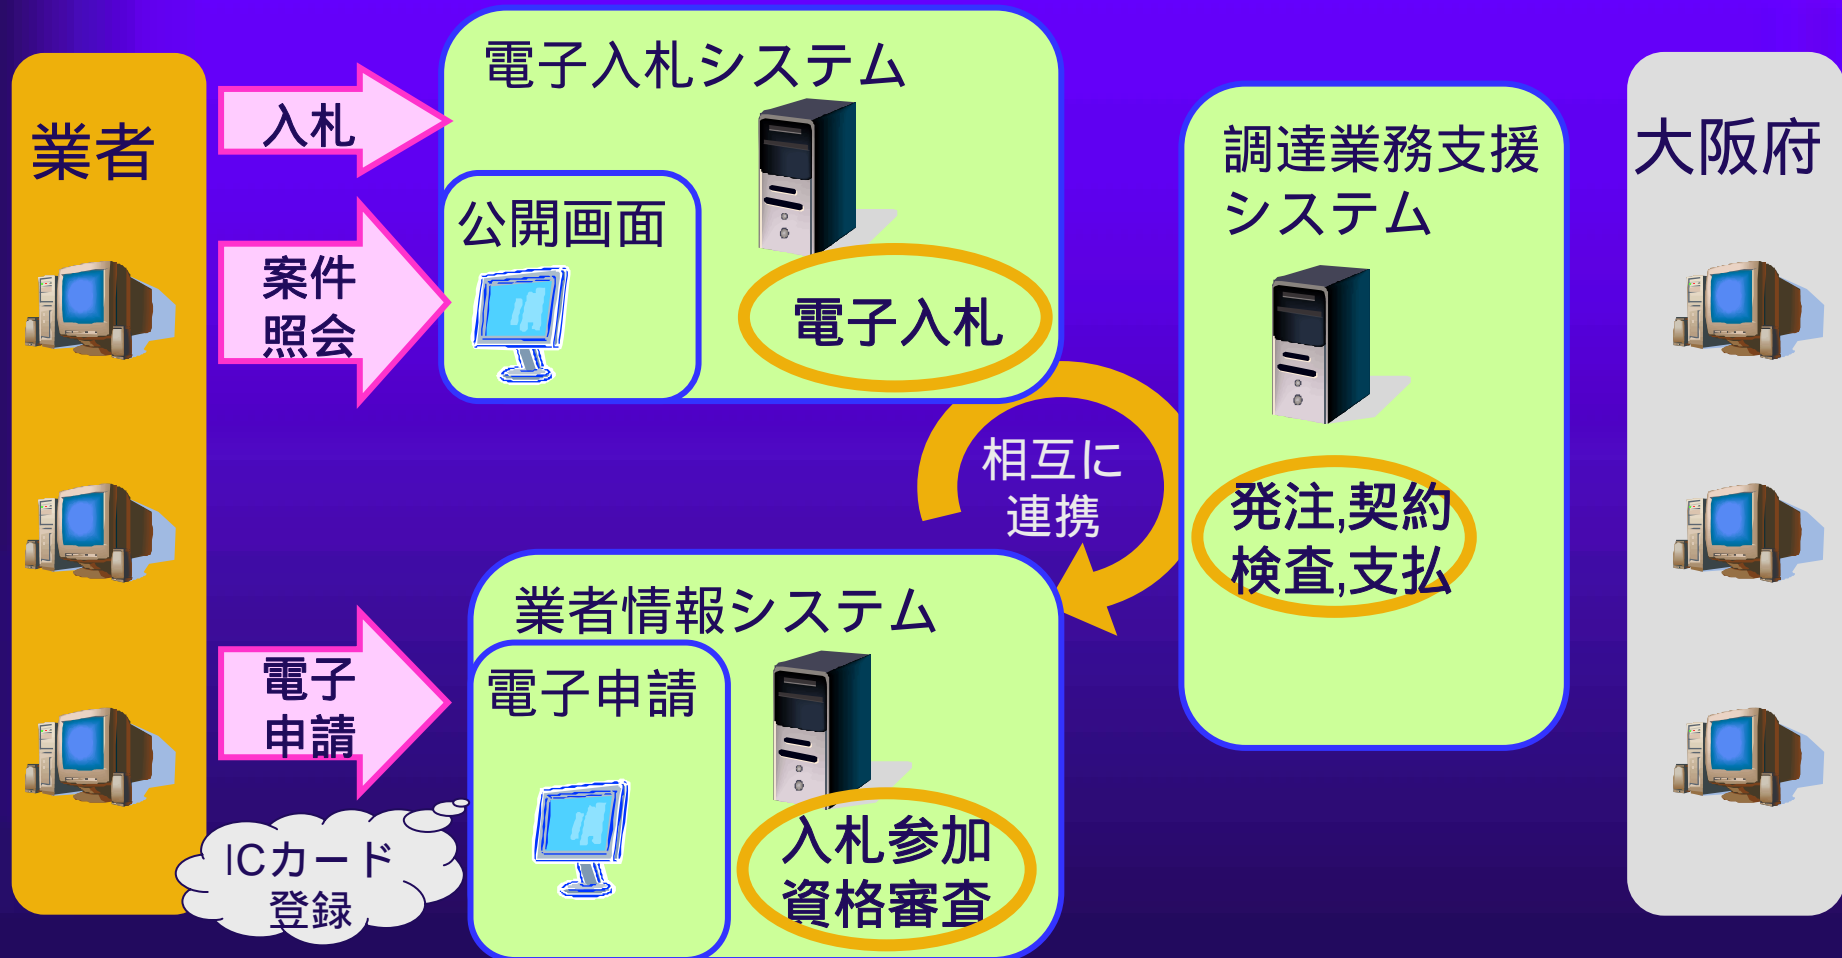 業者
入札
案件
照会
電子
申請
ICカード
登録
電子入札システム
公開画面
電子入札
相互に
連携
業者情報システム
電子申請
入札参加
資格審査
調達業務支援
システム
発注,契約
検査,支払
大阪府